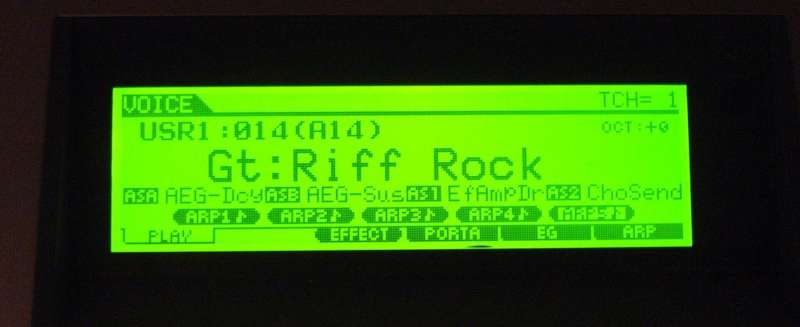 VOICE TCH= 1
USR1:014(A14) OCT:+0
Gt:Riff Rock
ASA AEG-Dcy ASB AEG-Sus AS1 EfAmpDr AS2 ChoSend
ARP1♪ ARP2♪ ARP3♪ ARP4♪
PLAY EFFECT PORTA EG ARP